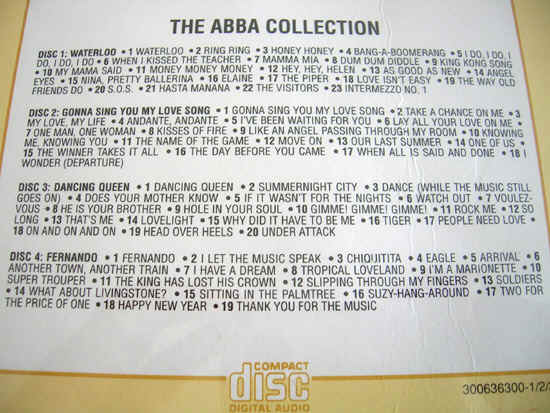 THE ABBA COLLECTION
DISC 1: WATERLOO • 1 WATERLOO • 2 RING RING • 3 HONEY HONEY • 4 BANG-A-BOOMERANG • 5 I DO, I DO, I
DO, I DO, I DO • 6 WHEN I KISSED THE TEACHER • 7 MAMMA MIA • 8 DUM DUM DIDDLE • 9 KING KONG SONG
• 10 MY MAMA SAID • 11 MONEY MONEY MONEY • 12 HEY, HEY, HELEN • 13 AS GOOD AS NEW • 14 ANGEL
EYES • 15 NINA, PRETTY BALLERINA • 16 ELAINE • 17 THE PIPER • 18 LOVE ISN'T EASY • 19 THE WAY OLD
FRIENDS DO • 20 S.O.S. • 21 HASTA MANANA • 22 THE VISITORS • 23 INTERMEZZO NO. 1
DISC 2: GONNA SING YOU MY LOVE SONG • 1 GONNA SING YOU MY LOVE SONG • 2 TAKE A CHANCE ON ME • 3
MY LOVE, MY LIFE • 4 ANDANTE, ANDANTE • 5 I'VE BEEN WAITING FOR YOU • 6 LAY ALL YOUR LOVE ON ME •
7 ONE MAN, ONE WOMAN • 8 KISSES OF FIRE • 9 LIKE AN ANGEL PASSING THROUGH MY ROOM • 10 KNOWING
ME, KNOWING YOU • 11 THE NAME OF THE GAME • 12 MOVE ON • 13 OUR LAST SUMMER • 14 ONE OF US •
15 THE WINNER TAKES IT ALL • 16 THE DAY BEFORE YOU CAME • 17 WHEN ALL IS SAID AND DONE • 18 I
WONDER (DEPARTURE)
DISC 3: DANCING QUEEN • 1 DANCING QUEEN • 2 SUMMERNIGHT CITY • 3 DANCE (WHILE THE MUSIC STILL
GOES ON) • 4 DOES YOUR MOTHER KNOW • 5 IF IT WASN'T FOR THE NIGHTS • 6 WATCH OUT • 7 VOULEZ-
VOUS • 8 HE IS YOUR BROTHER • 9 HOLE IN YOUR SOUL • 10 GIMME! GIMME! GIMME! • 11 ROCK ME • 12 SO
LONG • 13 THAT'S ME • 14 LOVELIGHT • 15 WHY DID IT HAVE TO BE ME • 16 TIGER • 17 PEOPLE NEED LOVE
• 18 ON AND ON AND ON • 19 HEAD OVER HEELS • 20 UNDER ATTACK
DISC 4: FERNANDO • 1 FERNANDO • 2 I LET THE MUSIC SPEAK • 3 CHIQUITITA • 4 EAGLE • 5 ARRIVAL • 6
ANOTHER TOWN, ANOTHER TRAIN • 7 I HAVE A DREAM • 8 TROPICAL LOVELAND • 9 I'M A MARIONETTE • 10
SUPER TROUPER • 11 THE KING HAS LOST HIS CROWN • 12 SLIPPING THROUGH MY FINGERS • 13 SOLDIERS
• 14 WHAT ABOUT LIVINGSTONE? • 15 SITTING IN THE PALMTREE • 16 SUZY-HANG-AROUND • 17 TWO FOR
THE PRICE OF ONE • 18 HAPPY NEW YEAR • 19 THANK YOU FOR THE MUSIC
COMPACT
disc
DIGITAL AUDIO
300636300-1/2/